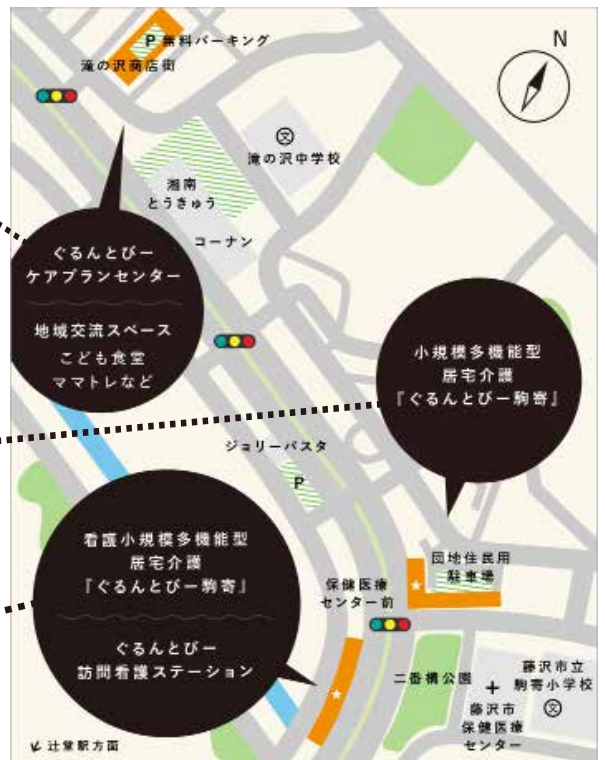 N
P 無料パーキング
滝の沢商店街
文
滝の沢中学校
湘南
とうきゅう
コーナン
ぐるんとびー
ケアプランセンター
地域交流スペース
こども食堂
ママトレなど
小規模多機能型
居宅介護
『ぐるんとびー駒寄』
ジョリーパスタ
P
看護小規模多機能型
居宅介護
『ぐるんとびー駒寄』
ぐるんとびー
訪問看護ステーション
団地住民用
駐車場
保健医療
センター前
二番構公園
藤沢市立
駒寄小学校
文
藤沢市
保健医療
センター
辻堂駅方面